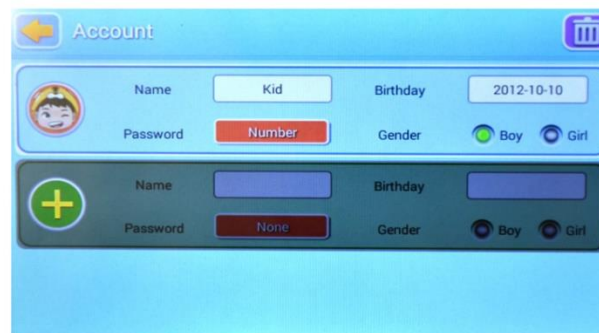 Account
Name Kid Birthday 2012-10-10
Password Number Gender Boy Girl
Name Birthday
Password None Gender Boy Girl